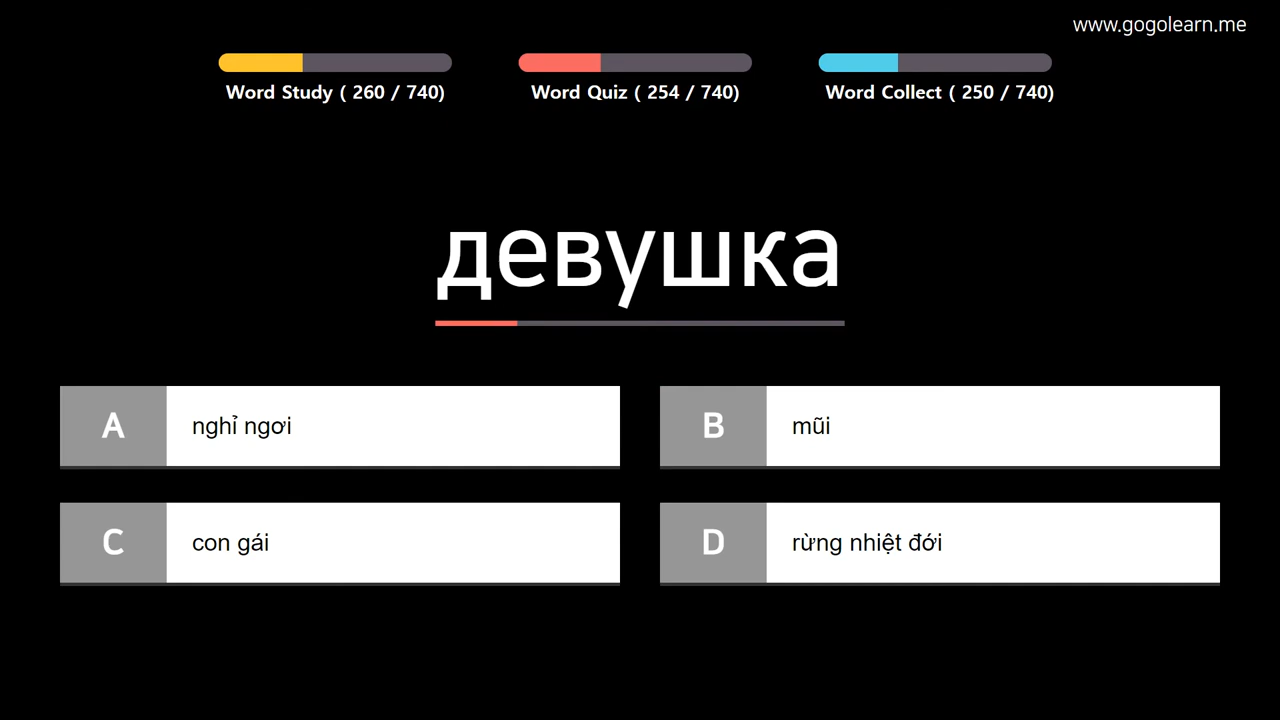 www.gogolearn.me
Word Study ( 260 / 740)
Word Quiz ( 254 / 740)
Word Collect ( 250 / 740)
девушка
A nghỉ ngơi
B mũi
C con gái
D rừng nhiệt đới